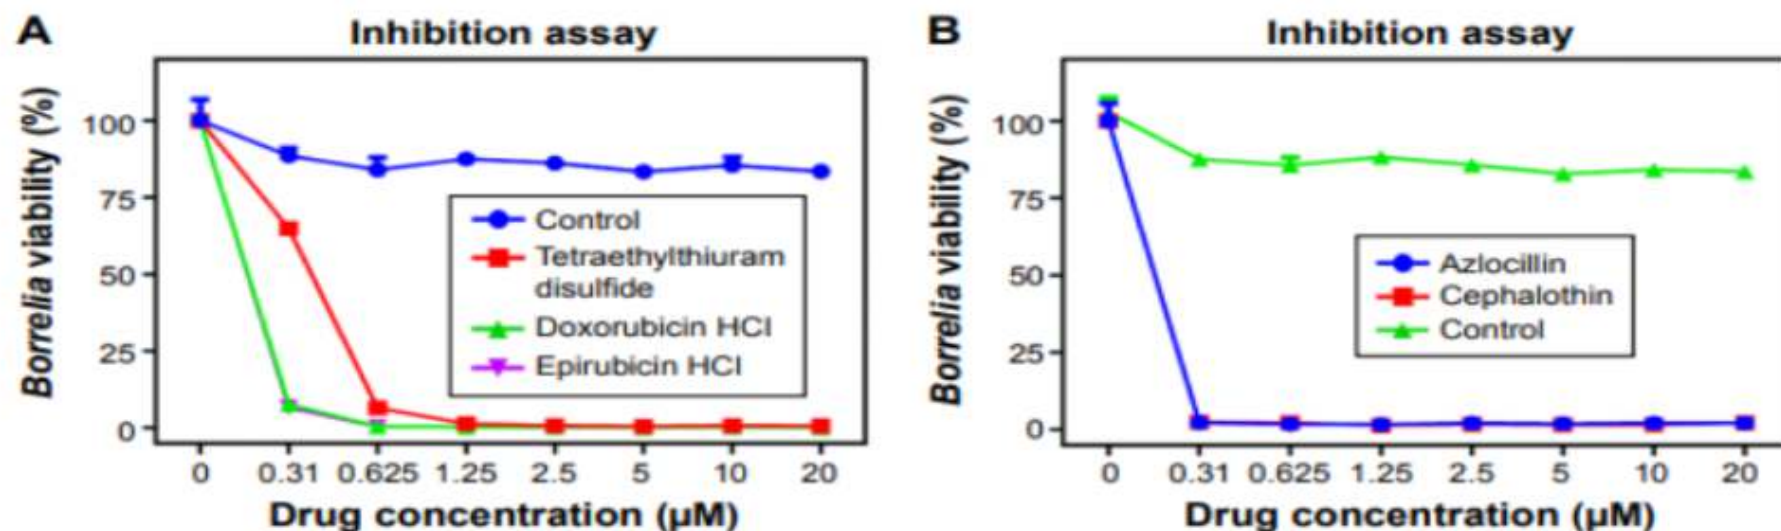 A
Inhibition assay
Borrelia viability (%)
100
75
50
25
0
Control
Tetraethylthiuram
disulfide
Doxorubicin HCl
Epirubicin HCl
0 0.31 0.625 1.25 2.5 5 10 20
Drug concentration (µM)
B
Inhibition assay
Borrelia viability (%)
100
75
50
25
0
Azlocillin
Cephalothin
Control
0 0.31 0.625 1.25 2.5 5 10 20
Drug concentration (µM)